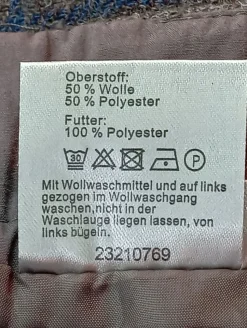 Oberstoff:
50 % Wolle
50 % Polyester
Futter:
100 % Polyester
30 P
Mit Wollwaschmittel und auf links
gezogen im Wollwaschgang
waschen,nicht in der
Waschlauge liegen lassen, von
links bügeln.
23210769